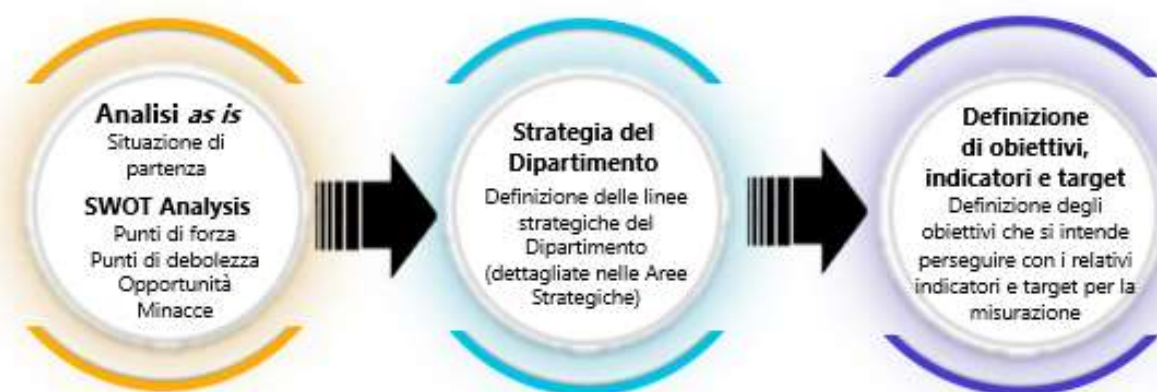 Analisi as is
Situazione di
partenza
SWOT Analysis
Punti di forza
Punti di debolezza
Opportunità
Minacce
Strategia del
Dipartimento
Definizione delle linee
strategiche del
Dipartimento
(dettagliate nelle Aree
Strategiche)
Definizione
di obiettivi,
indicatori e target
Definizione degli
obiettivi che si intende
perseguire con i relativi
indicatori e target per la
misurazione